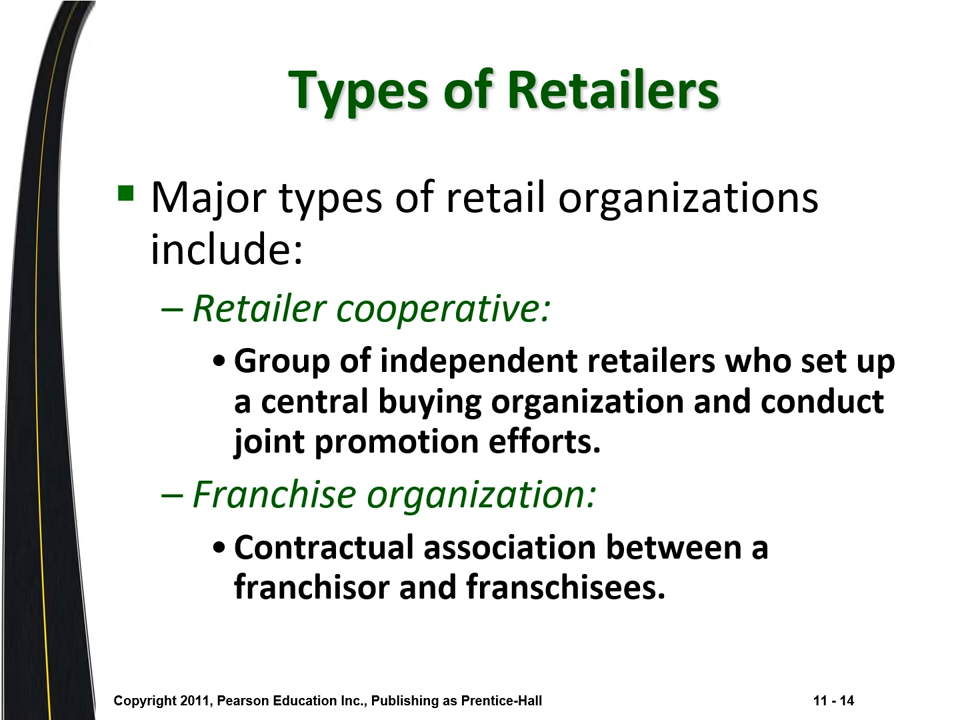 Types of Retailers
▪ Major types of retail organizations
include:
– Retailer cooperative:
• Group of independent retailers who set up
a central buying organization and conduct
joint promotion efforts.
– Franchise organization:
• Contractual association between a
franchisor and franschisees.
Copyright 2011, Pearson Education Inc., Publishing as Prentice-Hall 11 - 14